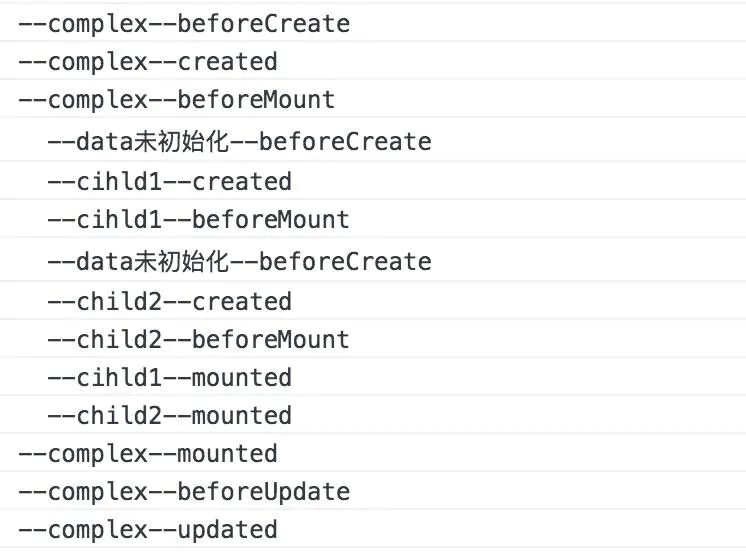 --complex--beforeCreate
--complex--created
--complex--beforeMount
--data未初始化--beforeCreate
--cihld1--created
--cihld1--beforeMount
--data未初始化--beforeCreate
--child2--created
--child2--beforeMount
--cihld1--mounted
--child2--mounted
--complex--mounted
--complex--beforeUpdate
--complex--updated